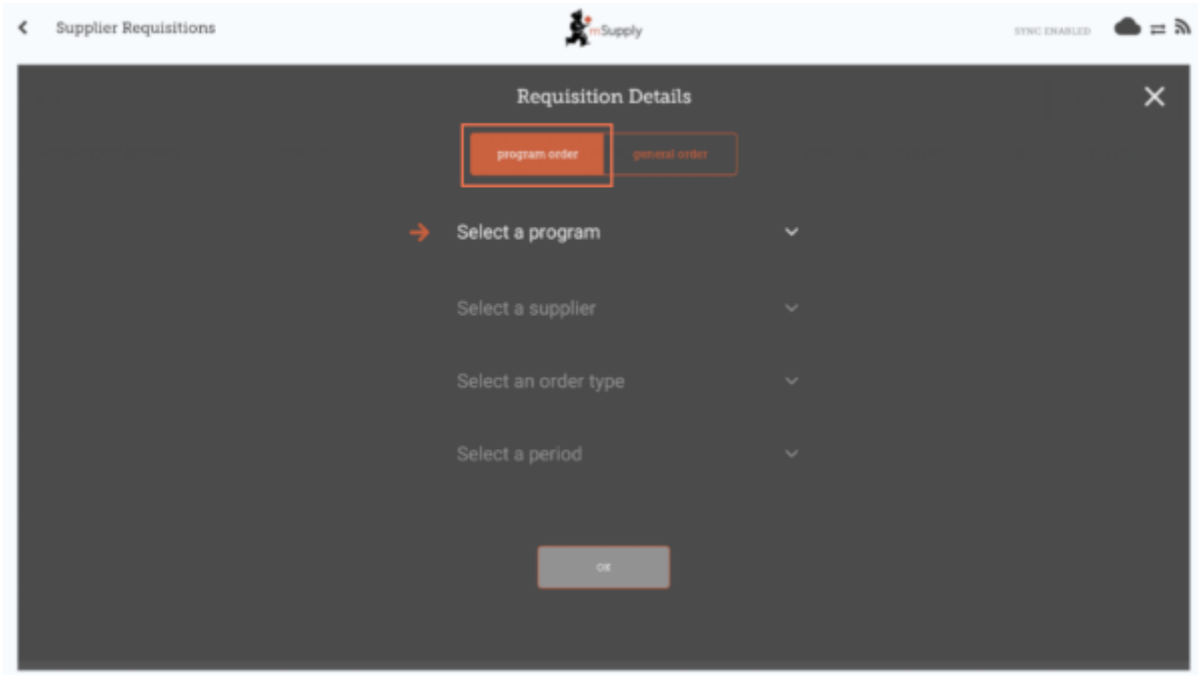 Supplier Requisitions
mSupply
SYNC ENABLED
Requisition Details
program order
general order
Select a program
Select a supplier
Select an order type
Select a period
OK